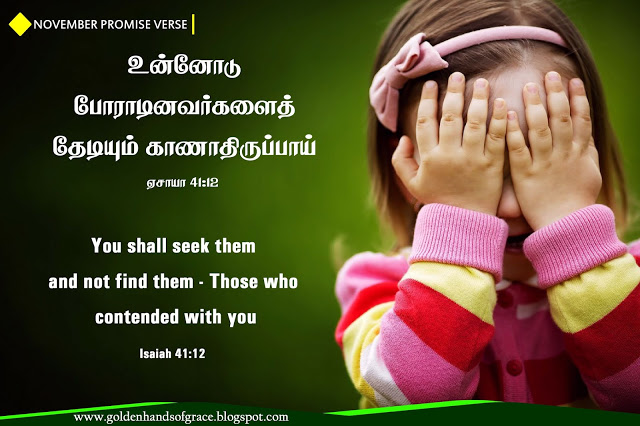 NOVEMBER PROMISE VERSE
உன்னோடு
போராடினவர்களைத்
தேடியும் காணாதிருப்பாய்
ஏசாயா 41:12
You shall seek them
and not find them - Those who
contended with you
Isaiah 41:12
www.goldenhandsofgrace.blogspot.com